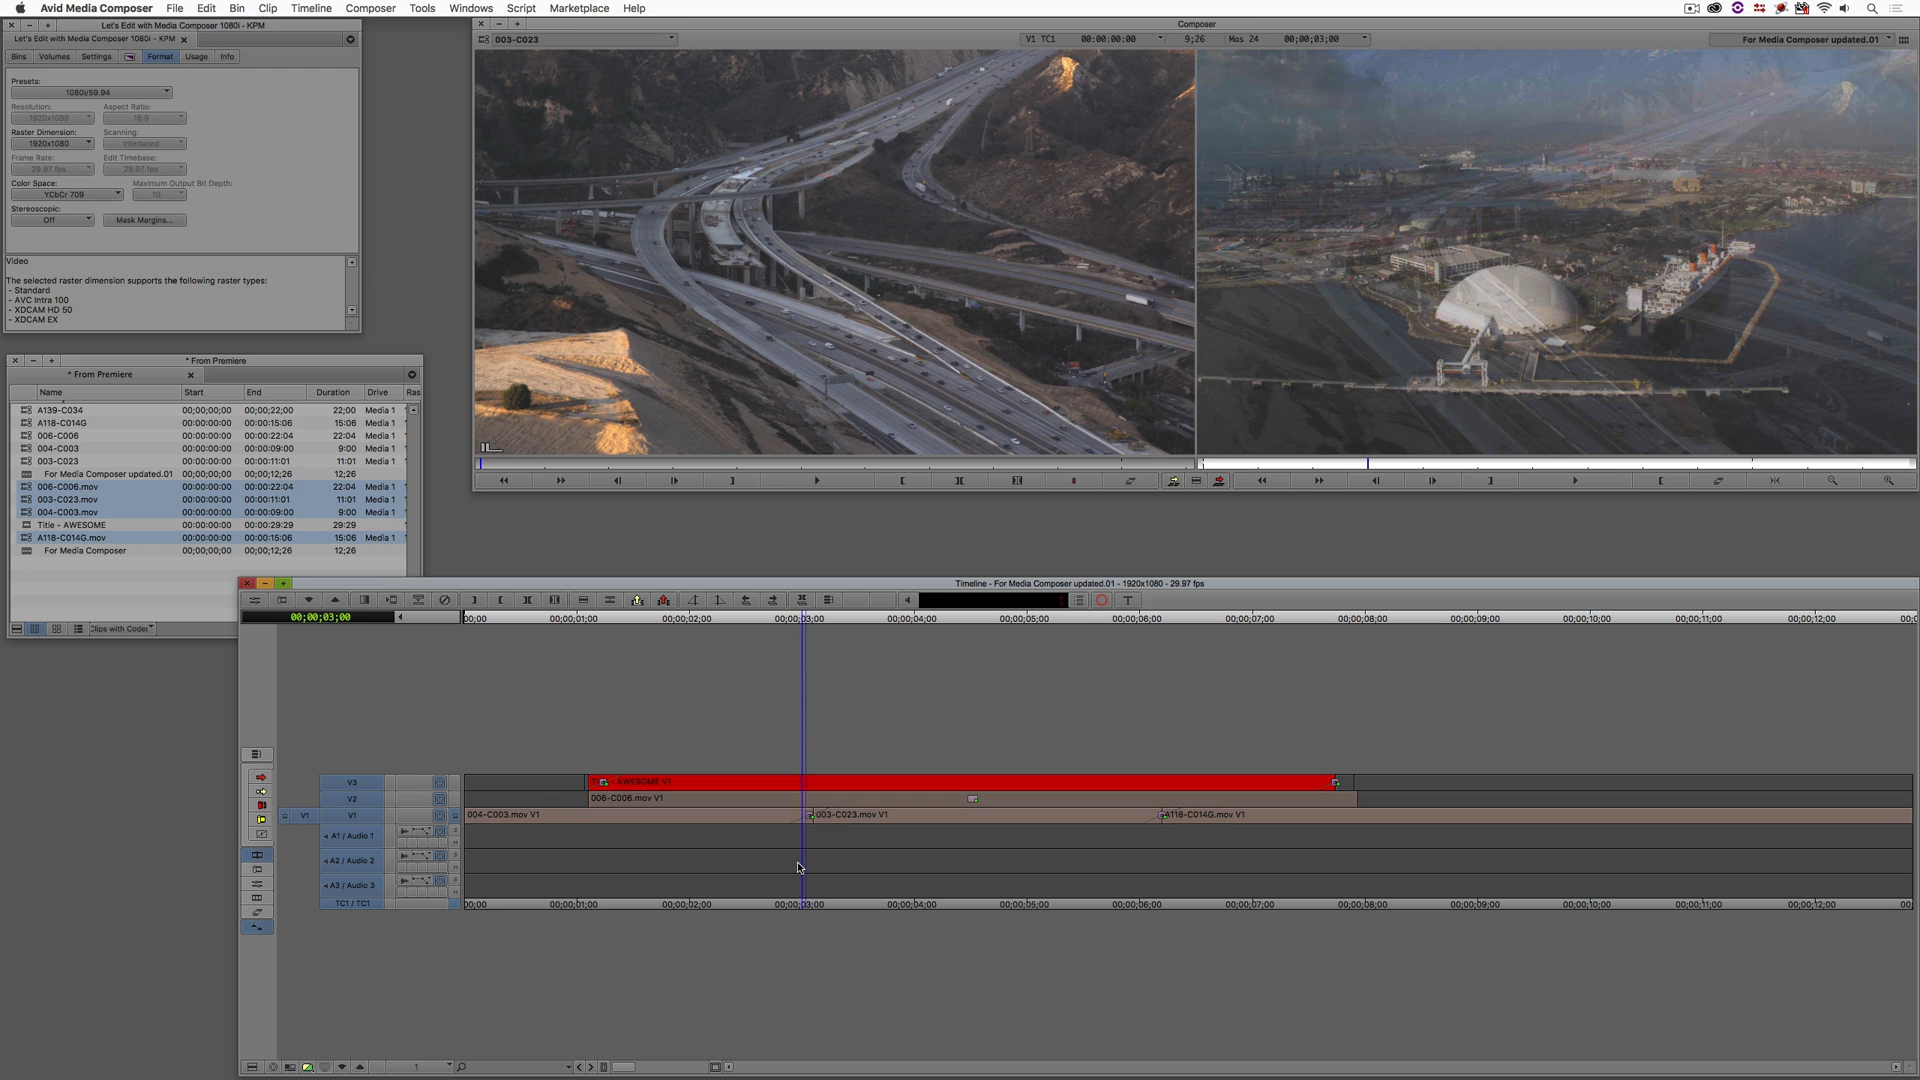 Avid Media Composer File Edit Bin Clip Timeline Composer Tools Windows Script Marketplace Help
Let's Edit with Media Composer 1080i - KPM
Let's Edit with Media Composer 1080i - KPM
Bins Volumes Settings Format Usage Info
Presets:
1080i/59.94
Resolution: Aspect Ratio:
1920x1080 16:9
Raster Dimension: Scanning:
1920x1080 Interlaced
Frame Rate: Edit Timebase:
29.97 fps 29.97 fps
Color Space: Maximum Output Bit Depth:
YCbCr 709 10
Stereoscopic:
Off Mask Margins...
Video
The selected raster dimension supports the following raster types:
- Standard
- AVC Intra 100
- XDCAM HD 50
- XDCAM EX
Composer
003-C023 V1 TC1 00:00:00:00 9;26 Mas 24 00;00;03;00 For Media Composer updated.01
* From Premiere
* From Premiere
Name Start End Duration Drive Ras
A139-C034 00;00;00;00 00;00;22;00 22;00 Media 1
A118-C014G 00:00:00:00 00:00:15:06 15:06 Media 1
006-C006 00:00:00:00 00:00:22:04 22:04 Media 1
004-C003 00:00:00:00 00:00:09:00 9:00 Media 1
003-C023 00:00:00:00 00:00:11:01 11:01 Media 1
For Media Composer updated.01 00;00;00;00 00;00;12;26 12;26
006-C006.mov 00:00:00:00 00:00:22:04 22:04 Media 1
003-C023.mov 00:00:00:00 00:00:11:01 11:01 Media 1
004-C003.mov 00:00:00:00 00:00:09:00 9:00 Media 1
Title - AWESOME 00:00:00:00 00:00:29:29 29:29
A118-C014G.mov 00:00:00:00 00:00:15:06 15:06 Media 1
For Media Composer 00;00;00;00 00;00;12;26 12;26
Clips with Codec
Timeline - For Media Composer updated.01 - 1920x1080 - 29.97 fps
00;00;03;00
00;00 00;00;01;00 00;00;02;00 00;00;03;00 00;00;04;00 00;00;05;00 00;00;06;00 00;00;07;00 00;00;08;00 00;00;09;00 00;00;10;00 00;00;11;00 00;00;12;00
V3 AWESOME V1
V2 006-C006.mov V1
V1 V1 004-C003.mov V1 003-C023.mov V1 A118-C014G.mov V1
A1 / Audio 1
A2 / Audio 2
A3 / Audio 3
TC1 / TC1 00;00 00;00;01;00 00;00;02;00 00;00;03;00 00;00;04;00 00;00;05;00 00;00;06;00 00;00;07;00 00;00;08;00 00;00;09;00 00;00;10;00 00;00;11;00 00;00;12;00
1